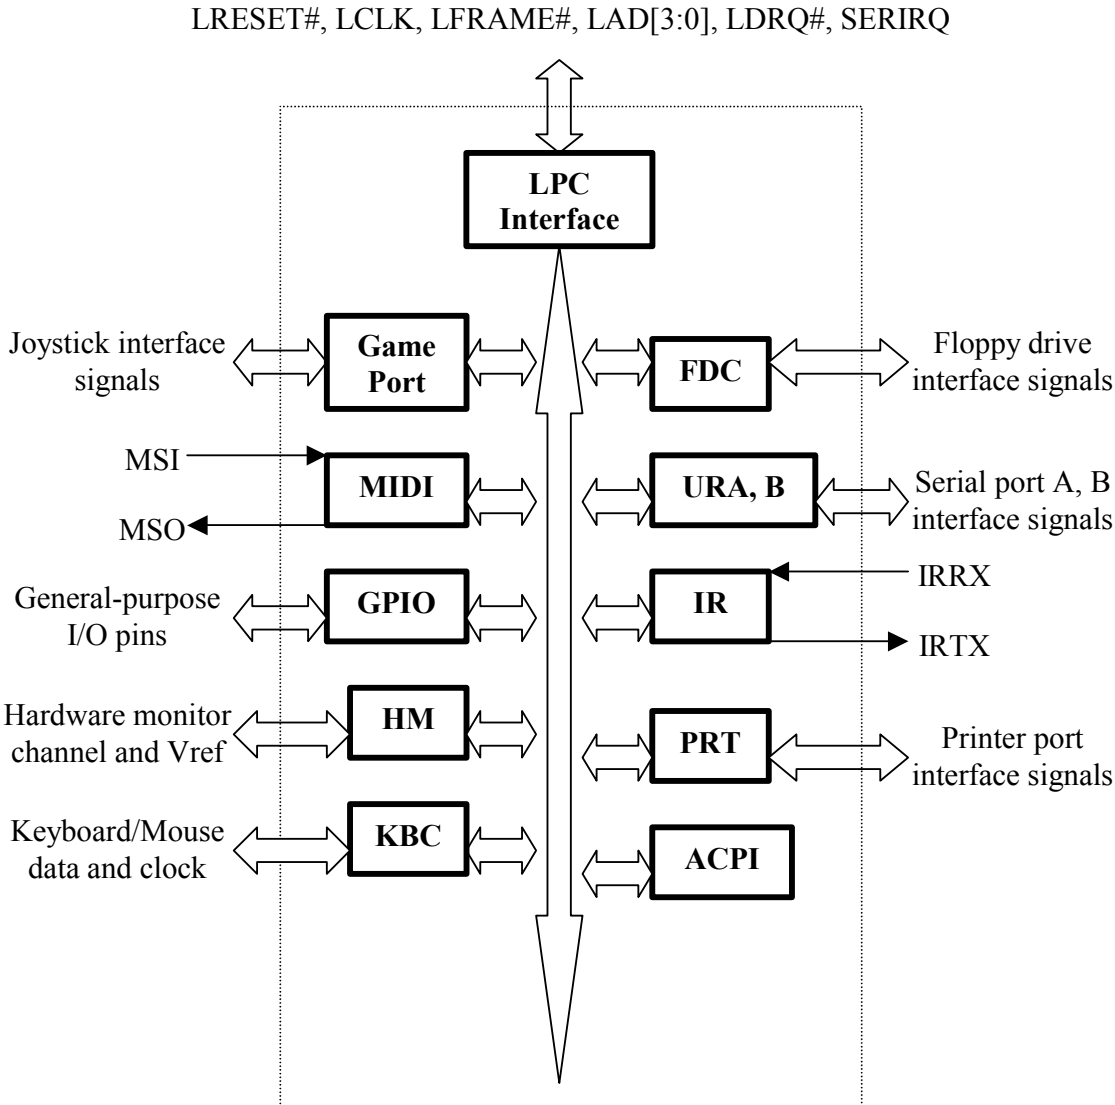 LRESET#, LCLK, LFRAME#, LAD[3:0], LDRQ#, SERIRQ
LPC
Interface
Joystick interface
signals
Game
Port
FDC
Floppy drive
interface signals
MSI
MSO
MIDI
URA, B
Serial port A, B
interface signals
General-purpose
I/O pins
GPIO
IR
IRRX
IRTX
Hardware monitor
channel and Vref
HM
PRT
Printer port
interface signals
Keyboard/Mouse
data and clock
KBC
ACPI